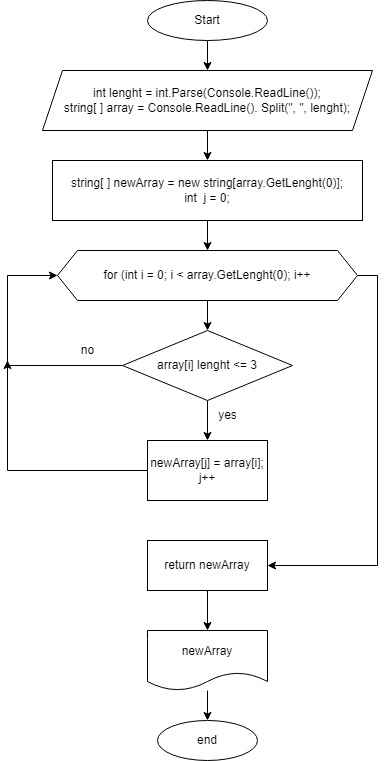 Start
int lenght = int.Parse(Console.ReadLine());
string[ ] array = Console.ReadLine(). Split(", ", lenght);
string[ ] newArray = new string[array.GetLenght(0)];
int  j = 0;
for (int i = 0; i < array.GetLenght(0); i++
no
array[i] lenght <= 3
yes
newArray[j] = array[i];
j++
return newArray
newArray
end